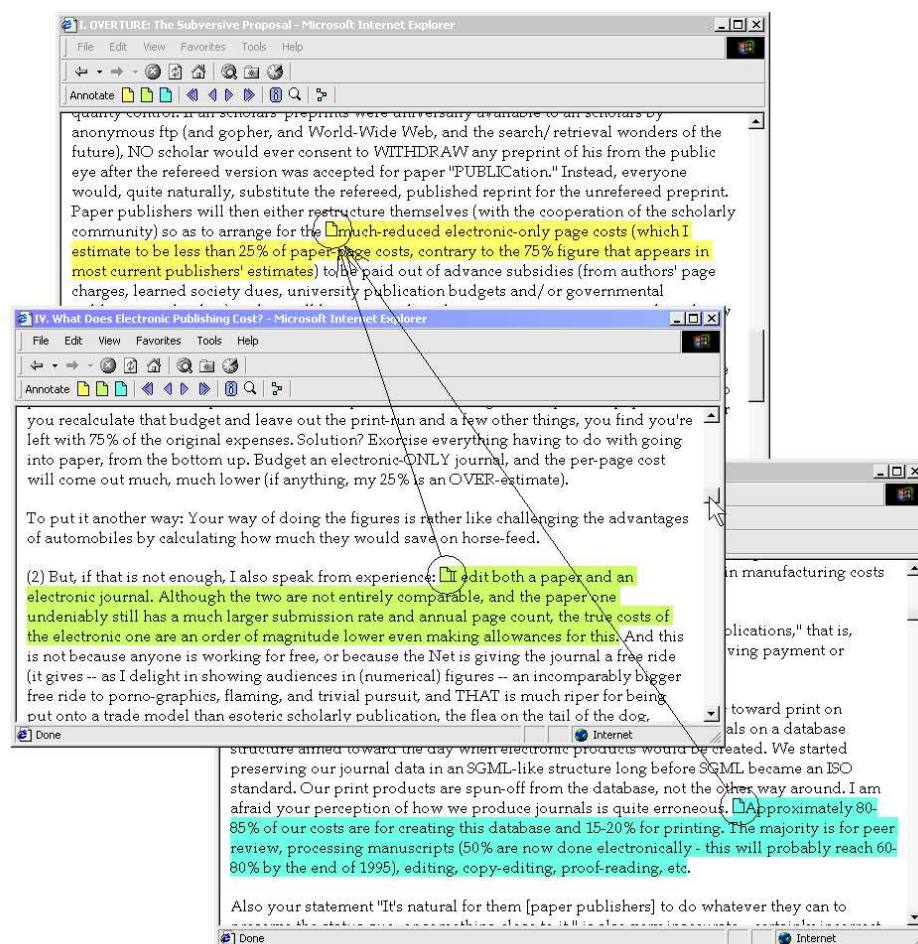 I. OVERTURE: The Subversive Proposal - Microsoft Internet Explorer
File Edit View Favorites Tools Help
Annotate
quality control. If all scholars' preprints were universally available to all scholars by
anonymous ftp (and gopher, and World-Wide Web, and the search/ retrieval wonders of the
future), NO scholar would ever consent to WITHDRAW any preprint of his from the public
eye after the refereed version was accepted for paper "PUBLICation." Instead, everyone
would, quite naturally, substitute the refereed, published reprint for the unrefereed preprint.
Paper publishers will then either restructure themselves (with the cooperation of the scholarly
community) so as to arrange for the much-reduced electronic-only page costs (which I
estimate to be less than 25% of paper-page costs, contrary to the 75% figure that appears in
most current publishers' estimates) to be paid out of advance subsidies (from authors' page
charges, learned society dues, university publication budgets and/ or governmental
IV. What Does Electronic Publishing Cost? - Microsoft Internet Explorer
File Edit View Favorites Tools Help
Annotate
you recalculate that budget and leave out the print-run and a few other things, you find you're
left with 75% of the original expenses. Solution? Exorcise everything having to do with going
into paper, from the bottom up. Budget an electronic-ONLY journal, and the per-page cost
will come out much, much lower (if anything, my 25% is an OVER-estimate).
To put it another way: Your way of doing the figures is rather like challenging the advantages
of automobiles by calculating how much they would save on horse-feed.
(2) But, if that is not enough, I also speak from experience: I edit both a paper and an
electronic journal. Although the two are not entirely comparable, and the paper one
undeniably still has a much larger submission rate and annual page count, the true costs of
the electronic one are an order of magnitude lower even making allowances for this. And this
is not because anyone is working for free, or because the Net is giving the journal a free ride
(it gives -- as I delight in showing audiences in (numerical) figures -- an incomparably bigger
free ride to porno-graphics, flaming, and trivial pursuit, and THAT is much riper for being
put onto a trade model than esoteric scholarly publication, the flea on the tail of the dog,
Done Internet
in manufacturing costs
plications," that is,
ving payment or
toward print on
als on a database
structure aimed toward the day when electronic products would be created. We started
preserving our journal data in an SGML-like structure long before SGML became an ISO
standard. Our print products are spun-off from the database, not the other way around. I am
afraid your perception of how we produce journals is quite erroneous. Approximately 80-
85% of our costs are for creating this database and 15-20% for printing. The majority is for peer
review, processing manuscripts (50% are now done electronically - this will probably reach 60-
80% by the end of 1995), editing, copy-editing, proof-reading, etc.
Also your statement "It's natural for them [paper publishers] to do whatever they can to
Done Internet